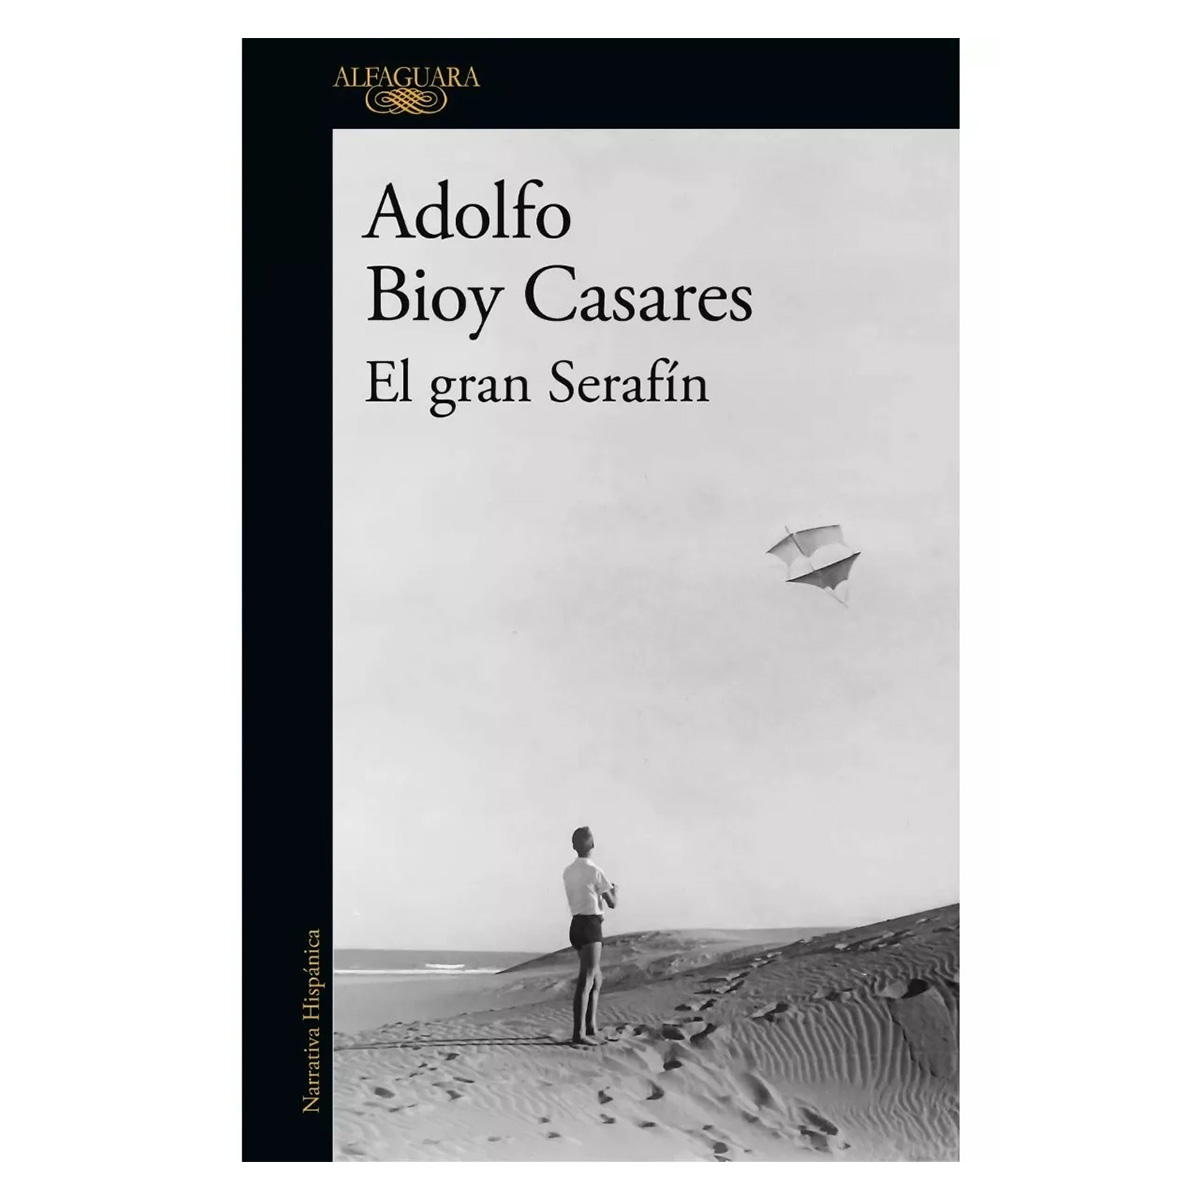 ALFAGUARA
Adolfo
Bioy Casares
El gran Serafín
Narrativa Hispánica